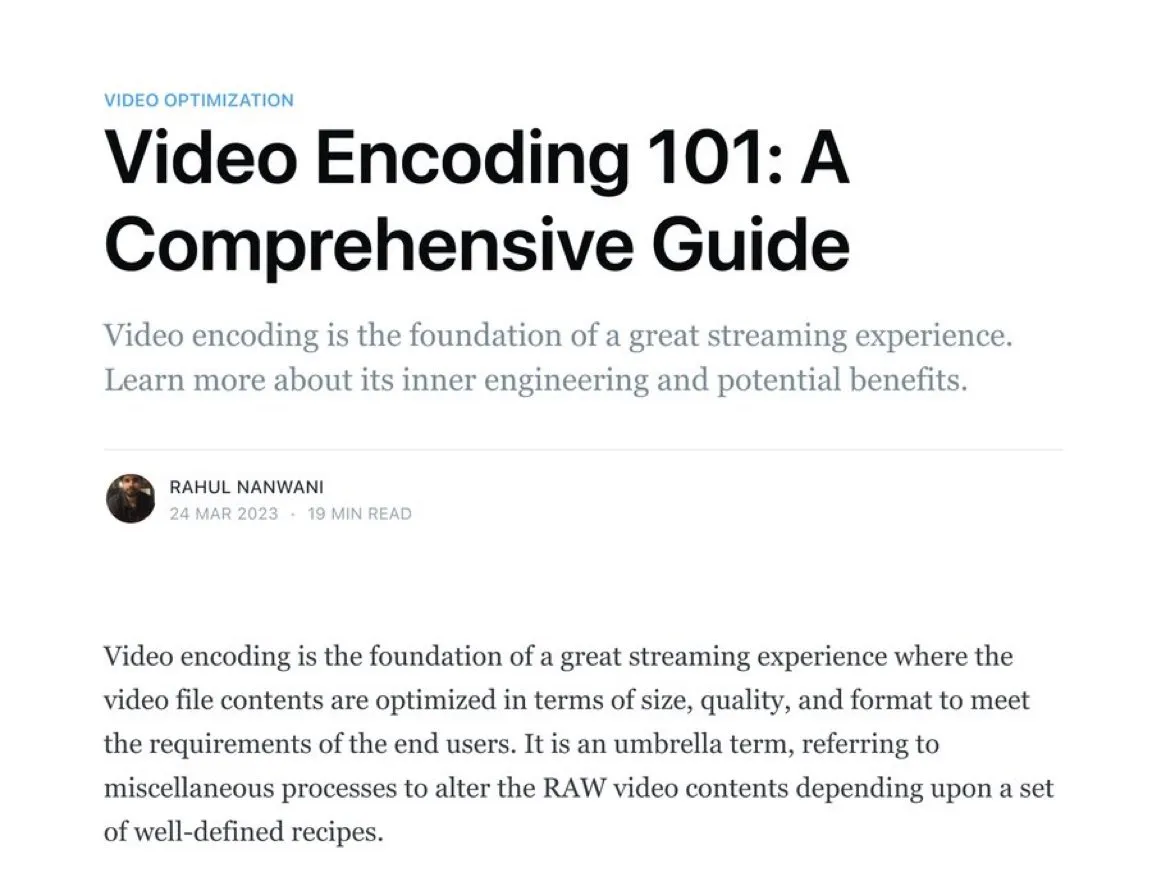 VIDEO OPTIMIZATION
Video Encoding 101: A
Comprehensive Guide
Video encoding is the foundation of a great streaming experience.
Learn more about its inner engineering and potential benefits.
RAHUL NANWANI
24 MAR 2023 · 19 MIN READ
Video encoding is the foundation of a great streaming experience where the
video file contents are optimized in terms of size, quality, and format to meet
the requirements of the end users. It is an umbrella term, referring to
miscellaneous processes to alter the RAW video contents depending upon a set
of well-defined recipes.